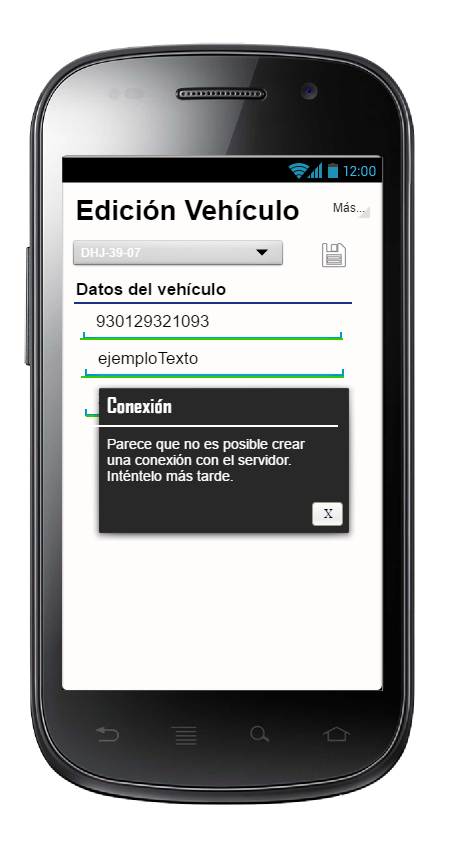 12:00
Edición Vehículo
Más...
DHJ-39-07
Datos del vehículo
930129321093
ejemploTexto
Conexión
Parece que no es posible crear
una conexión con el servidor.
Inténtelo más tarde.
X